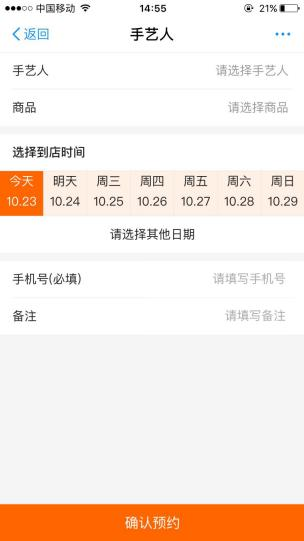 中国移动 14:55 21%
返回 手艺人
手艺人 请选择手艺人
商品 请选择商品
选择到店时间
今天 明天 周三 周四 周五 周六 周日
10.23 10.24 10.25 10.26 10.27 10.28 10.29
请选择其他日期
手机号(必填) 请填写手机号
备注 请填写备注
确认预约